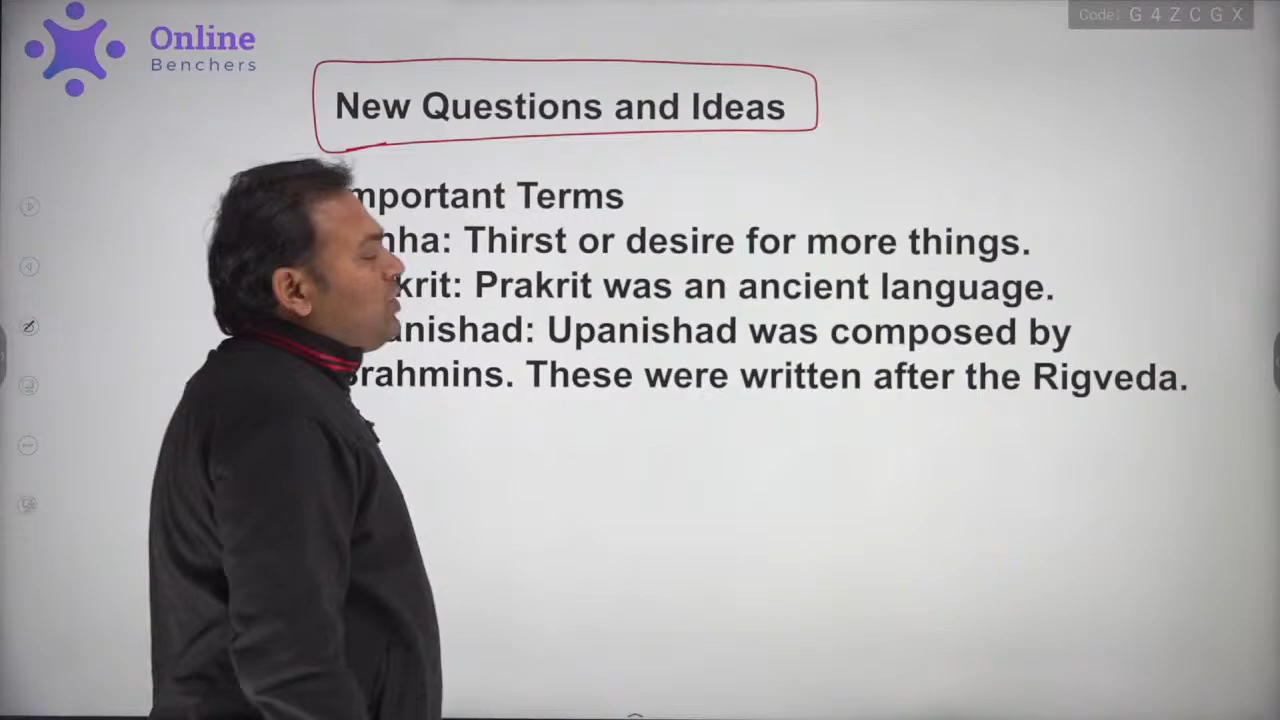 Online
Benchers
Code: G 4 Z C G X
New Questions and Ideas
mportant Terms
nha: Thirst or desire for more things.
krit: Prakrit was an ancient language.
anishad: Upanishad was composed by
rahmins. These were written after the Rigveda.